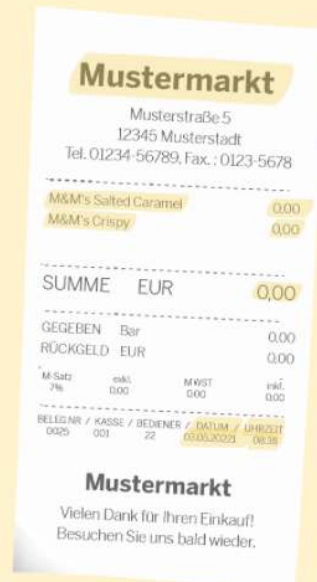 Mustermarkt
Musterstraße 5
12345 Musterstadt
Tel. 01234-56789, Fax. : 0123-5678
M&M's Salted Caramel 0,00
M&M's Crispy 0,00
SUMME EUR 0,00
GEGEBEN Bar 0,00
RÜCKGELD EUR 0,00
M-Satz exkl. MWST inkl.
7% 0.00 0.00 0.00
BELEG NR / KASSE / BEDIENER / DATUM / UHRZEIT
0025 001 22 08:38
Mustermarkt
Vielen Dank für Ihren Einkauf!
Besuchen Sie uns bald wieder.